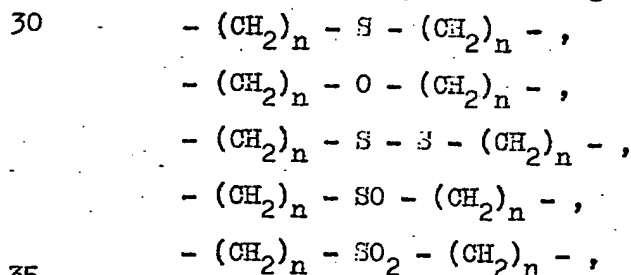 30 - (CH₂)ₙ - S - (CH₂)ₙ - ,
- (CH₂)ₙ - O - (CH₂)ₙ - ,
- (CH₂)ₙ - S - S - (CH₂)ₙ - ,
- (CH₂)ₙ - SO - (CH₂)ₙ - ,
- (CH₂)ₙ - SO₂ - (CH₂)ₙ - ,
35